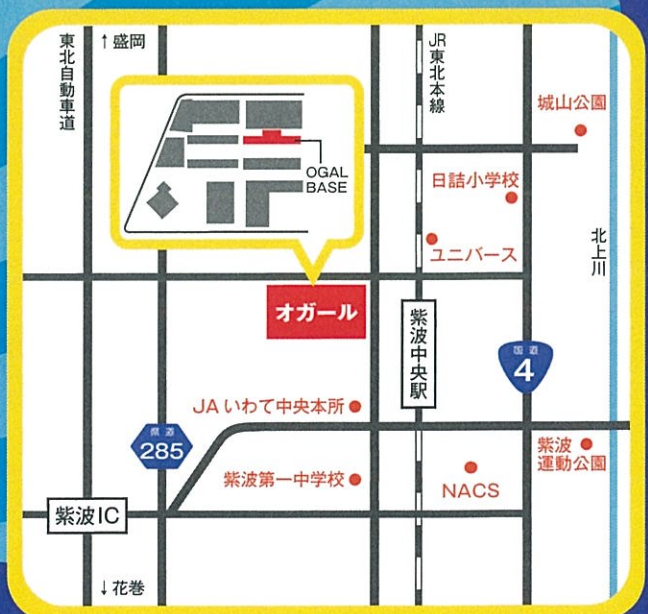 東北自動車道
↑盛岡
JR東北本線
城山公園
OGAL
BASE
日詰小学校
ユニバース
北上川
オガール
紫波中央駅
国道
4
JAいわて中央本所
県道
285
紫波第一中学校
NACS
紫波
運動公園
紫波IC
↓花巻